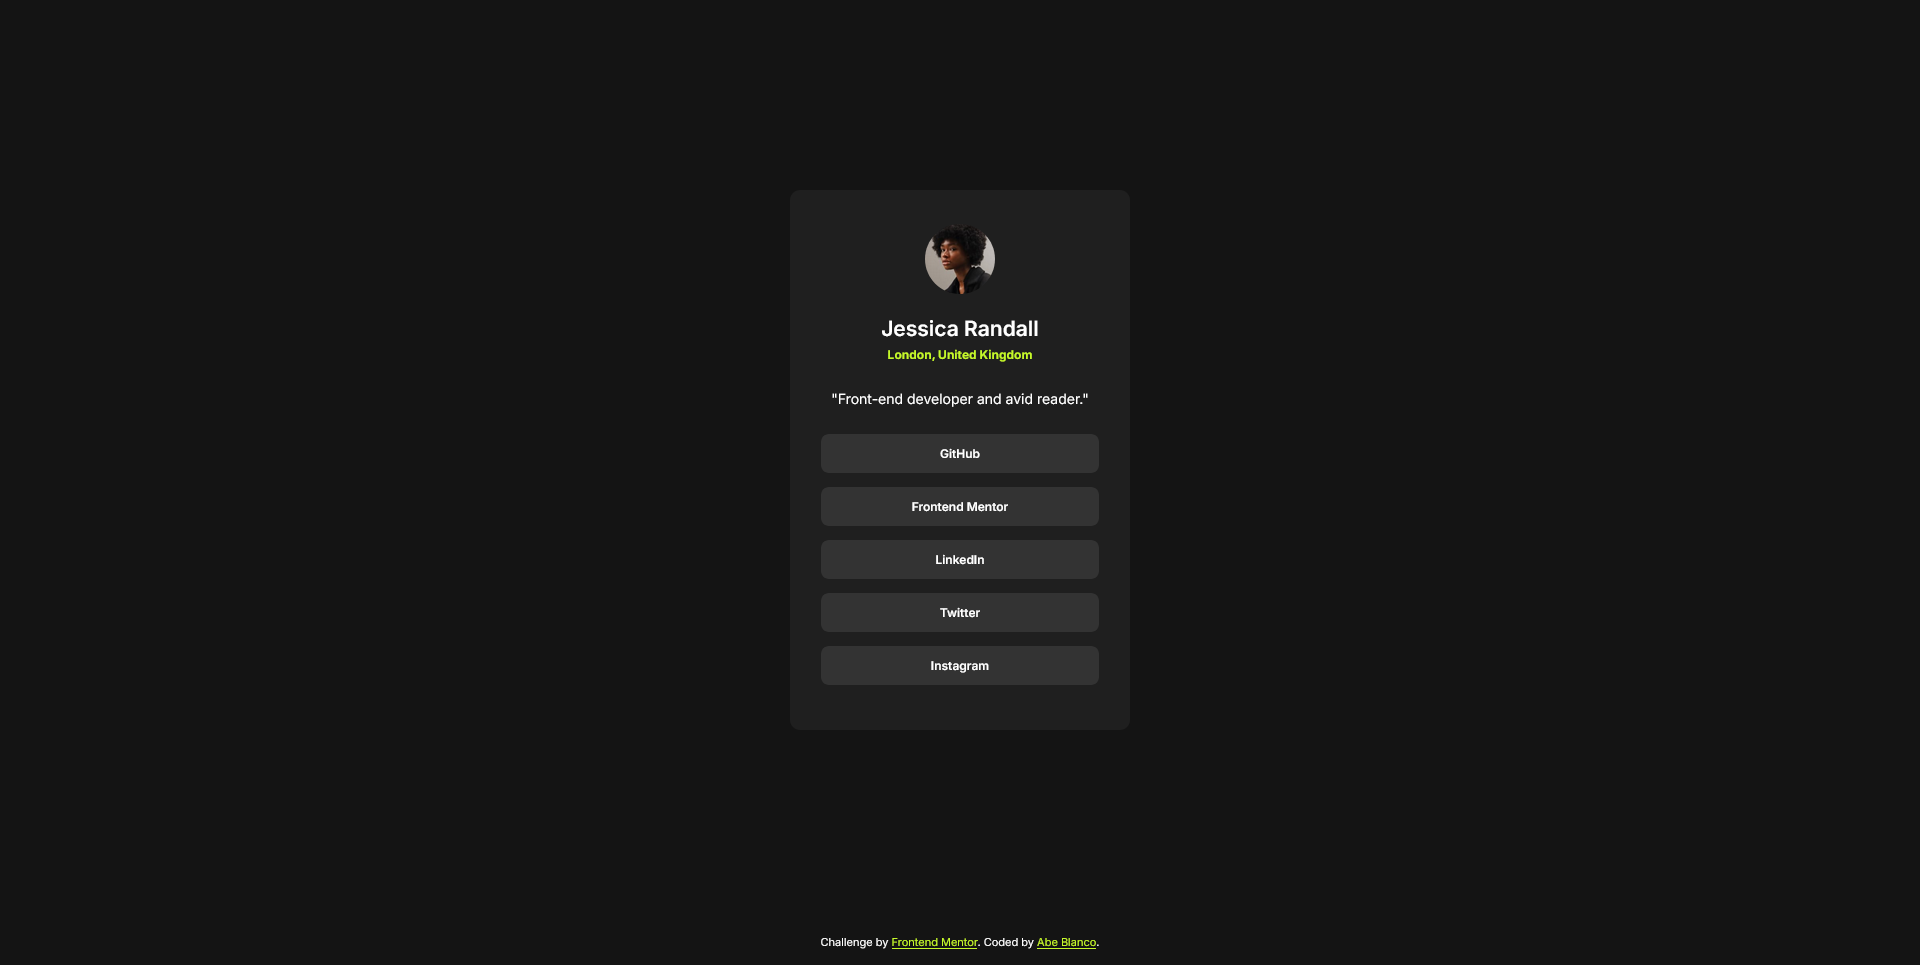 Jessica Randall
London, United Kingdom
"Front-end developer and avid reader."
GitHub
Frontend Mentor
LinkedIn
Twitter
Instagram
Challenge by Frontend Mentor. Coded by Abe Blanco.